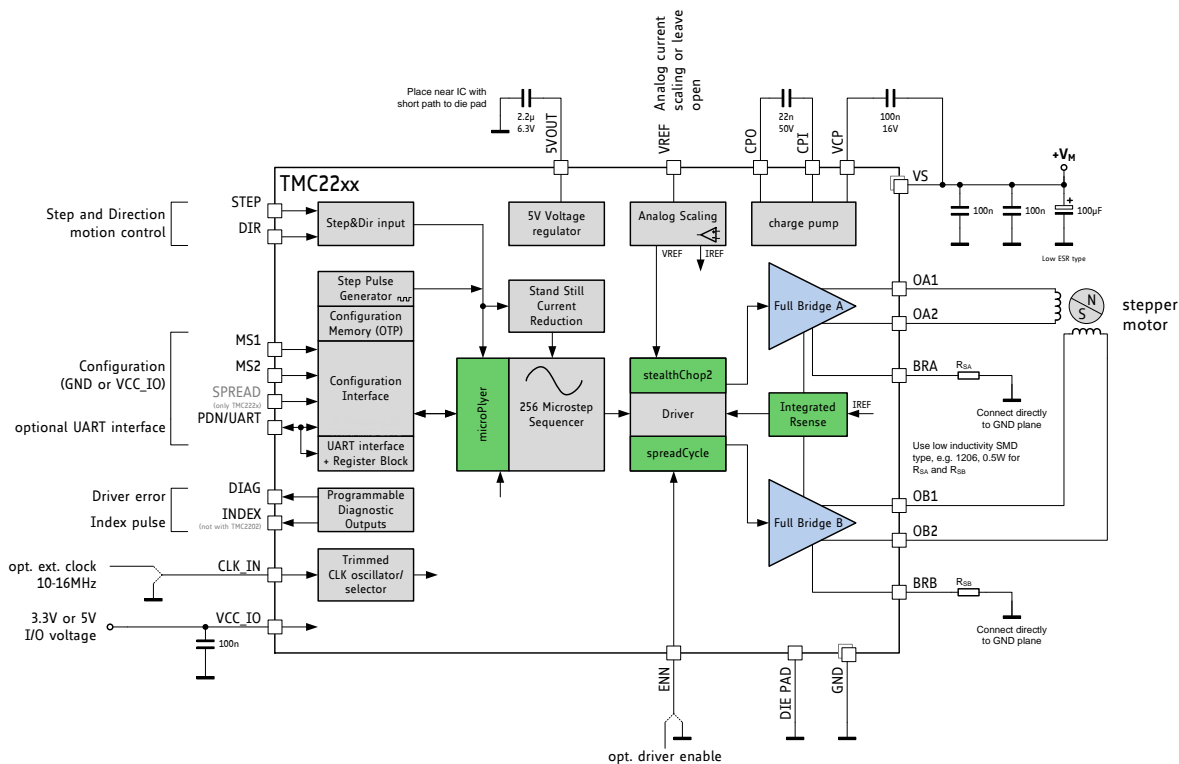 Place near IC with
short path to die pad
2.2µ
6.3V
5VOUT
VREF
Analog current
scaling or leave
open
CPO
22n
50V
CPI
VCP
100n
16V
+VM
VS
100n
100n
+
100µF
Low ESR type
TMC22xx
Step and Direction
motion control
STEP
DIR
Step&Dir input
5V Voltage
regulator
Analog Scaling
VREF
IREF
charge pump
Step Pulse
Generator
Configuration
Memory (OTP)
Configuration
Interface
UART interface
+ Register Block
Stand Still
Current
Reduction
microPlyer
256 Microstep
Sequencer
stealthChop2
Driver
spreadCycle
Integrated
Rsense
IREF
Full Bridge A
Full Bridge B
OA1
OA2
N
S
stepper
motor
BRA
RSA
Connect directly
to GND plane
Use low inductivity SMD
type, e.g. 1206, 0.5W for
RSA and RSB
OB1
OB2
BRB
RSB
Connect directly
to GND plane
Configuration
(GND or VCC_IO)
optional UART interface
MS1
MS2
SPREAD
(only TMC222x)
PDN/UART
Driver error
Index pulse
DIAG
INDEX
(not with TMC2202)
Programmable
Diagnostic
Outputs
opt. ext. clock
10-16MHz
CLK_IN
Trimmed
CLK oscillator/
selector
3.3V or 5V
I/O voltage
VCC_IO
100n
ENN
opt. driver enable
DIE PAD
GND